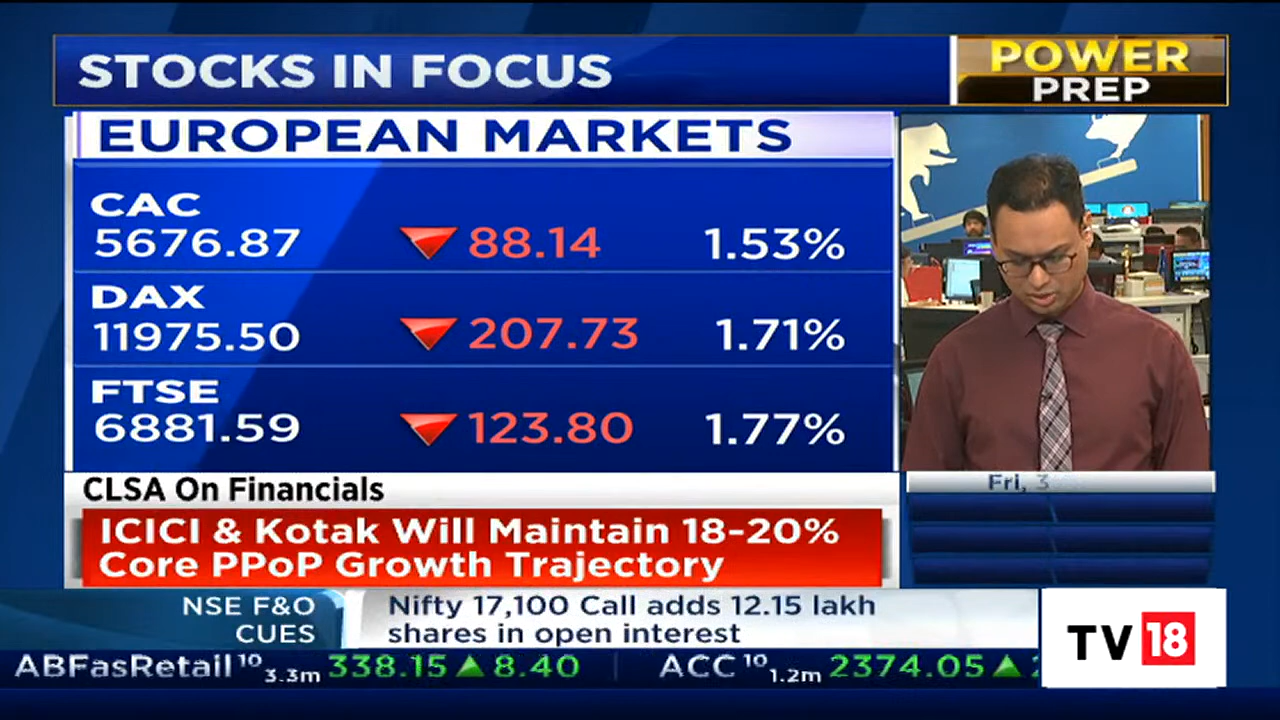 STOCKS IN FOCUS
POWER
PREP
EUROPEAN MARKETS
CAC
5676.87 88.14 1.53%
DAX
11975.50 207.73 1.71%
FTSE
6881.59 123.80 1.77%
CLSA On Financials
Fri, 3
ICICI & Kotak Will Maintain 18-20%
Core PPoP Growth Trajectory
NSE F&O
CUES
Nifty 17,100 Call adds 12.15 lakh
shares in open interest
TV18
ABFasRetail 10 3.3m 338.15 8.40 ACC 10 1.2m 2374.05